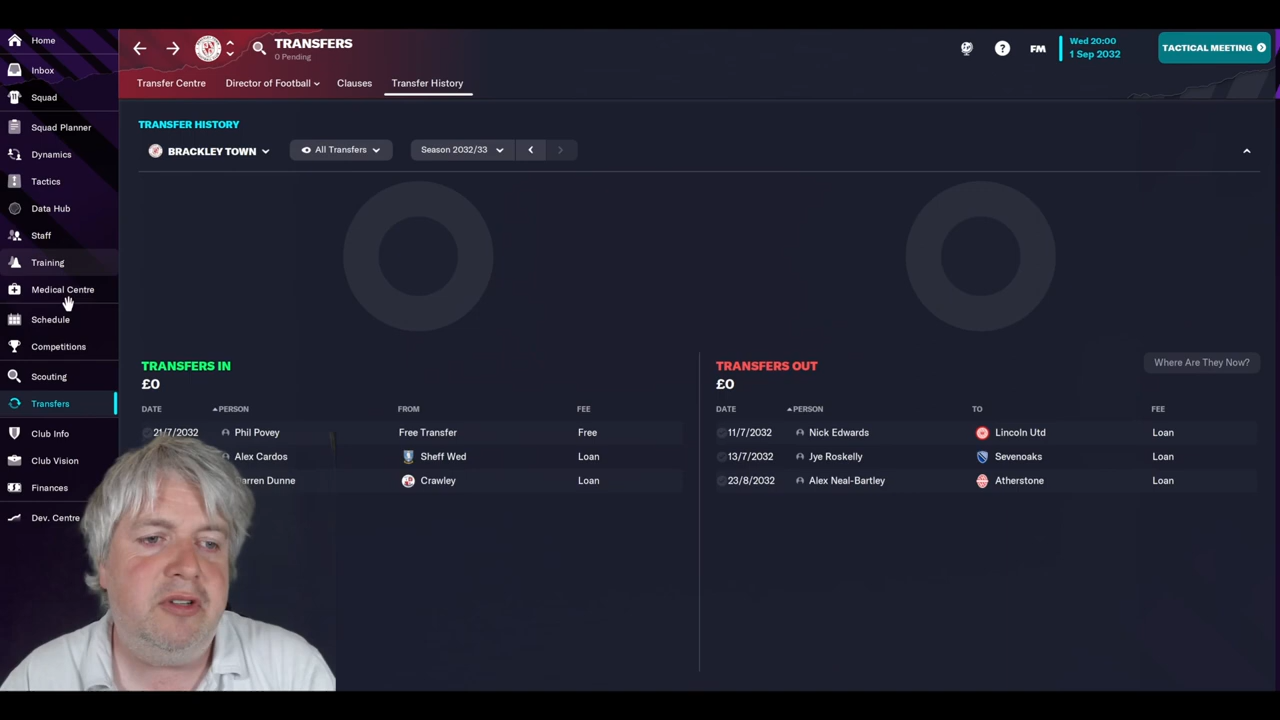 Home
Inbox
Squad
Squad Planner
Dynamics
Tactics
Data Hub
Staff
Training
Medical Centre
Schedule
Competitions
Scouting
Transfers
Club Info
Club Vision
Finances
Dev. Centre
TRANSFERS
0 Pending
FM
Wed 20:00
1 Sep 2032
TACTICAL MEETING
Transfer Centre
Director of Football
Clauses
Transfer History
TRANSFER HISTORY
BRACKLEY TOWN
All Transfers
Season 2032/33
TRANSFERS IN
£0
DATE PERSON FROM FEE
21/7/2032 Phil Povey Free Transfer Free
Alex Cardos Sheff Wed Loan
Dunne Crawley Loan
TRANSFERS OUT
£0
Where Are They Now?
DATE PERSON TO FEE
11/7/2032 Nick Edwards Lincoln Utd Loan
13/7/2032 Jye Roskelly Sevenoaks Loan
23/8/2032 Alex Neal-Bartley Atherstone Loan